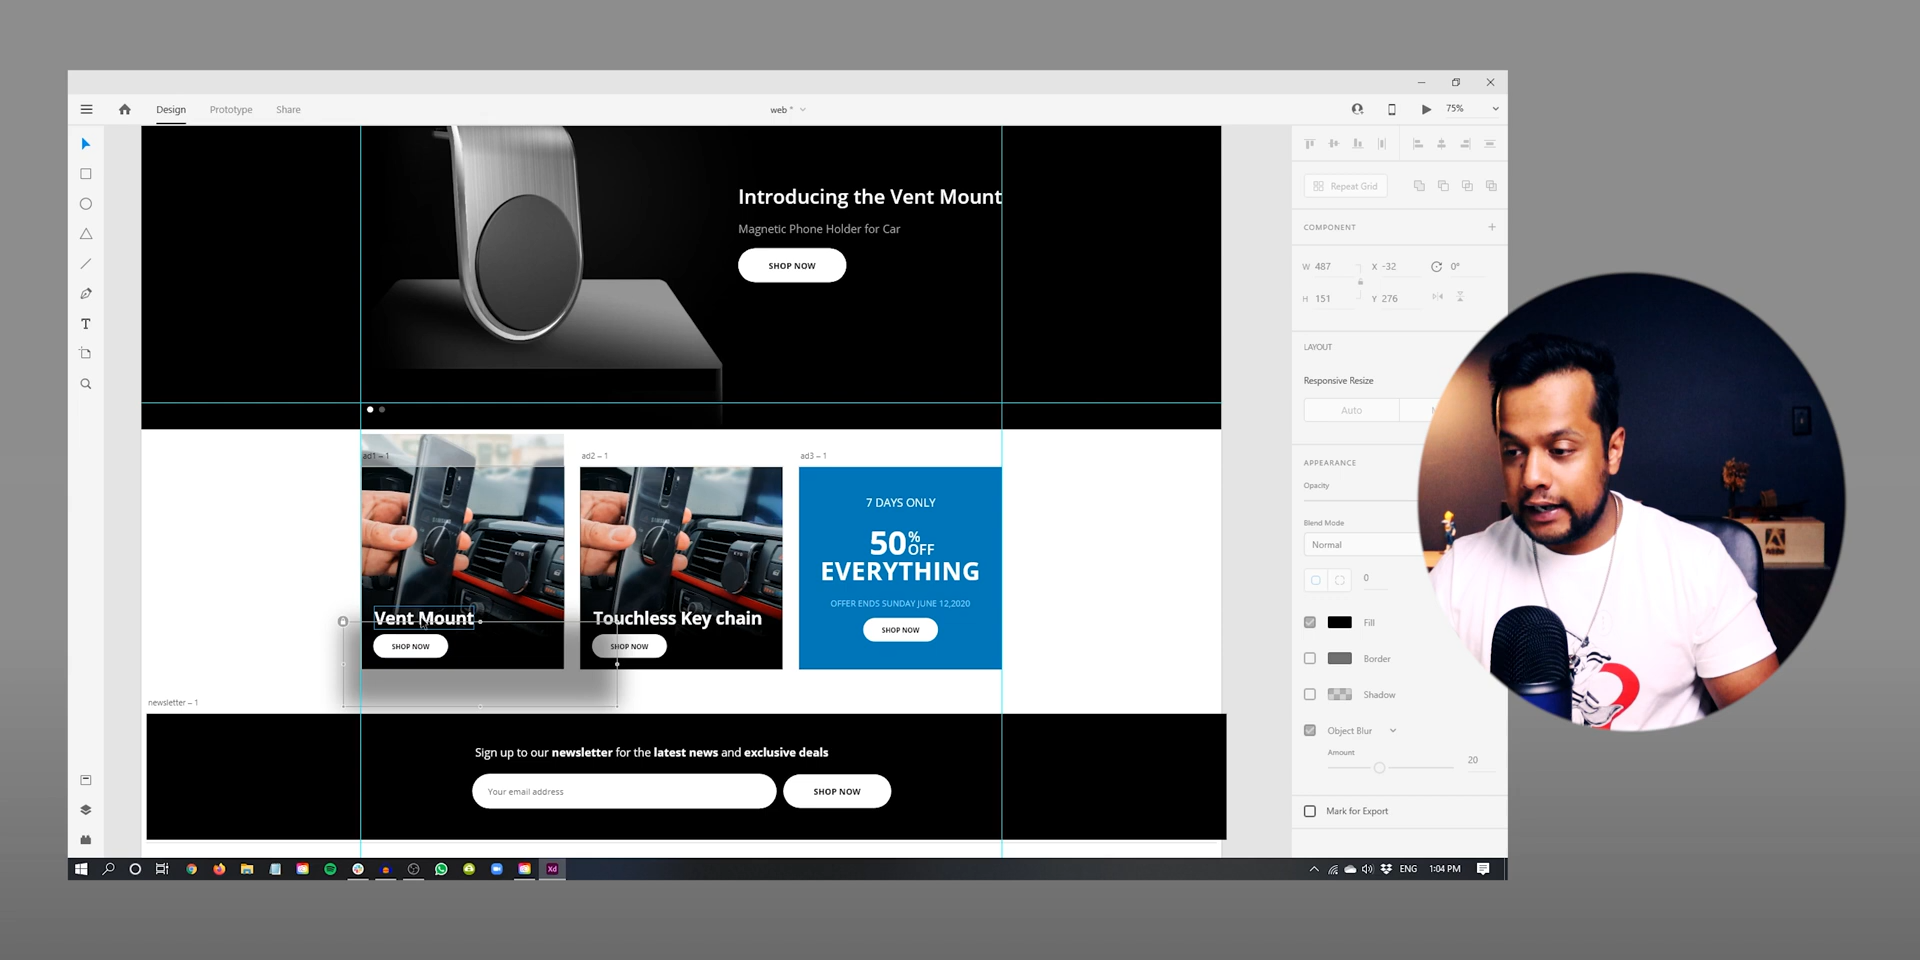 Design Prototype Share
web *
75%
Introducing the Vent Mount
Magnetic Phone Holder for Car
SHOP NOW
ad1 – 1
ad2 – 1
ad3 – 1
Vent Mount
SHOP NOW
Touchless Key chain
SHOP NOW
7 DAYS ONLY
50% OFF
EVERYTHING
OFFER ENDS SUNDAY JUNE 12,2020
SHOP NOW
newsletter – 1
Sign up to our newsletter for the latest news and exclusive deals
Your email address
SHOP NOW
Repeat Grid
COMPONENT
W 487 X -32 0°
H 151 Y 276
LAYOUT
Responsive Resize
Auto
APPEARANCE
Opacity
Blend Mode
Normal
0
Fill
Border
Shadow
Object Blur
Amount
20
Mark for Export
Xd
ENG 1:04 PM